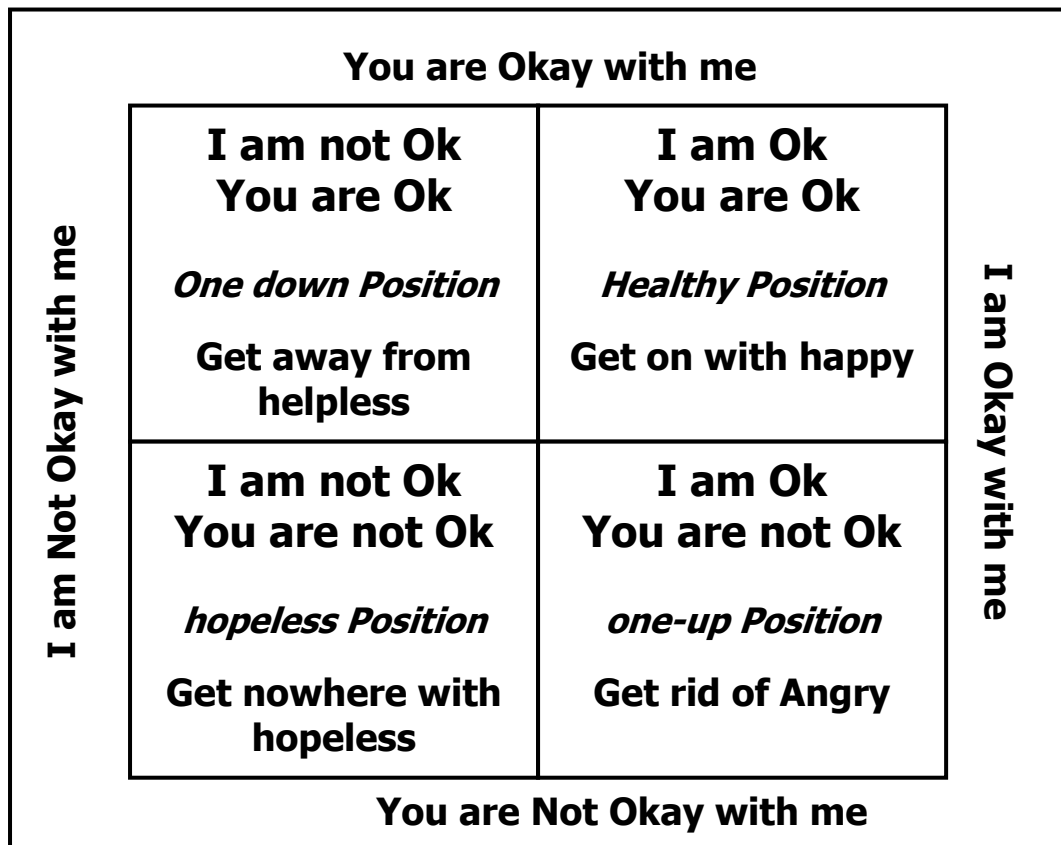 You are Okay with me
I am not Ok
You are Ok
One down Position
Get away from
helpless
I am Ok
You are Ok
Healthy Position
Get on with happy
I am not Ok
You are not Ok
hopeless Position
Get nowhere with
hopeless
I am Ok
You are not Ok
one-up Position
Get rid of Angry
I am Not Okay with me
I am Okay with me
You are Not Okay with me